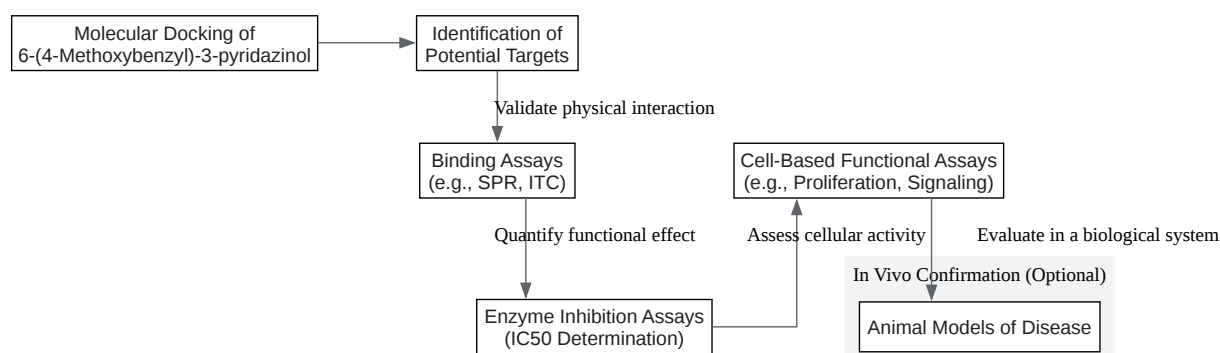 Molecular Docking of
6-(4-Methoxybenzyl)-3-pyridazinol
Identification of
Potential Targets
Validate physical interaction
Binding Assays
(e.g., SPR, ITC)
Cell-Based Functional Assays
(e.g., Proliferation, Signaling)
Quantify functional effect
Assess cellular activity
Evaluate in a biological system
In Vivo Confirmation (Optional)
Enzyme Inhibition Assays
(IC50 Determination)
Animal Models of Disease